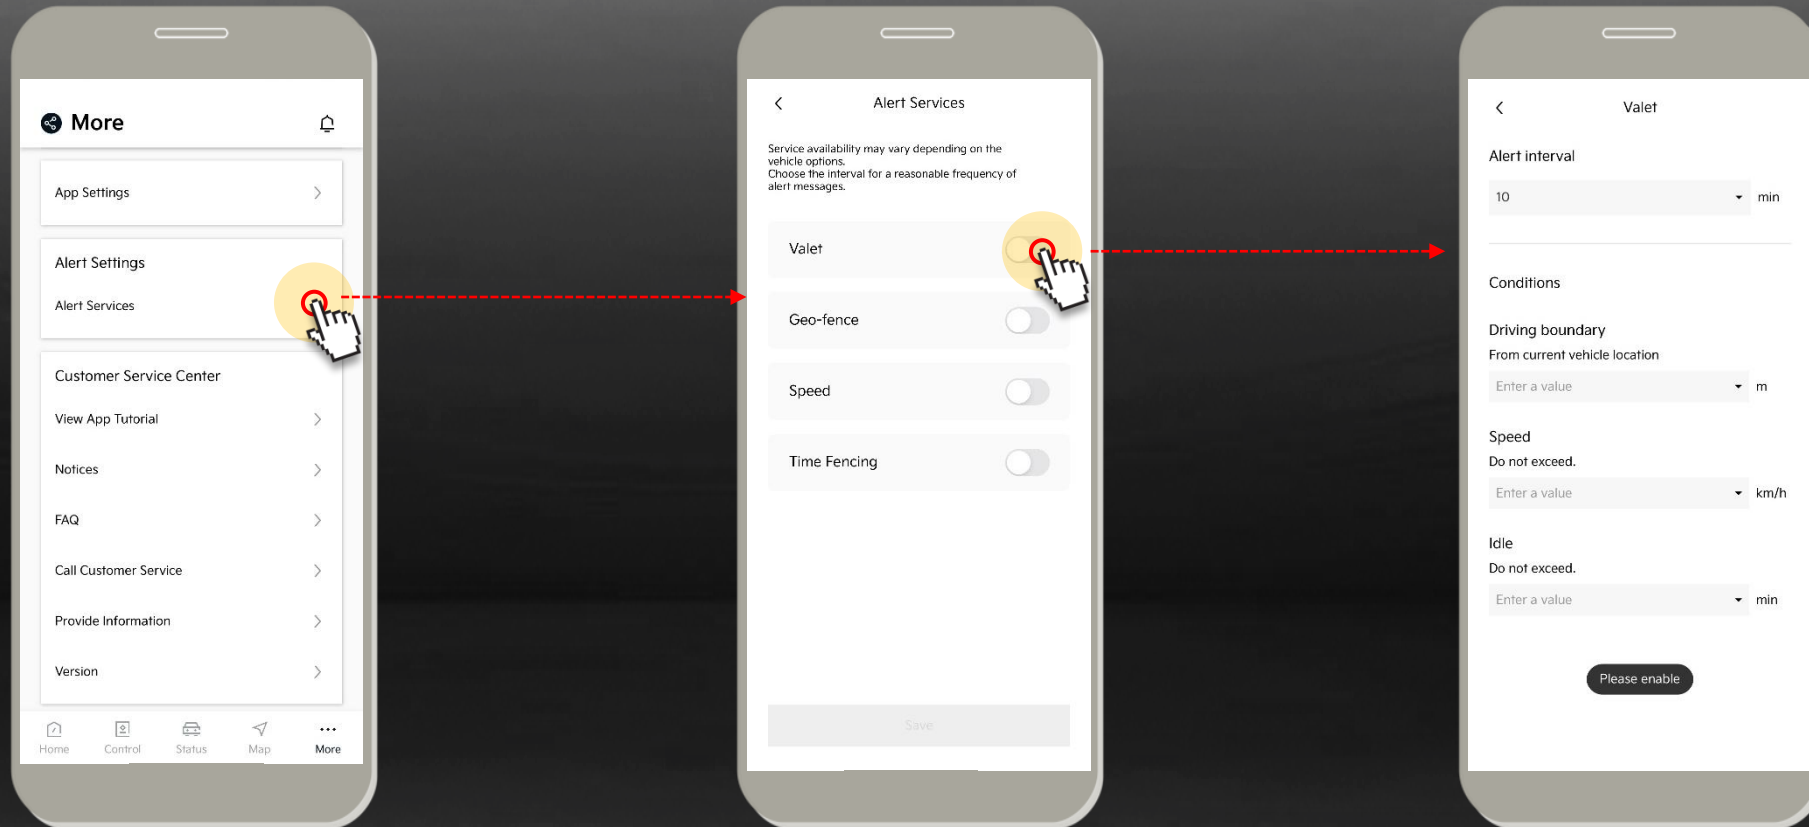 More
App Settings
Alert Settings
Alert Services
Customer Service Center
View App Tutorial
Notices
FAQ
Call Customer Service
Provide Information
Version
Home Control Status Map More
Alert Services
Service availability may vary depending on the
vehicle options.
Choose the interval for a reasonable frequency of
alert messages.
Valet
Geo-fence
Speed
Time Fencing
Save
Valet
Alert interval
10 min
Conditions
Driving boundary
From current vehicle location
Enter a value m
Speed
Do not exceed.
Enter a value km/h
Idle
Do not exceed.
Enter a value min
Please enable